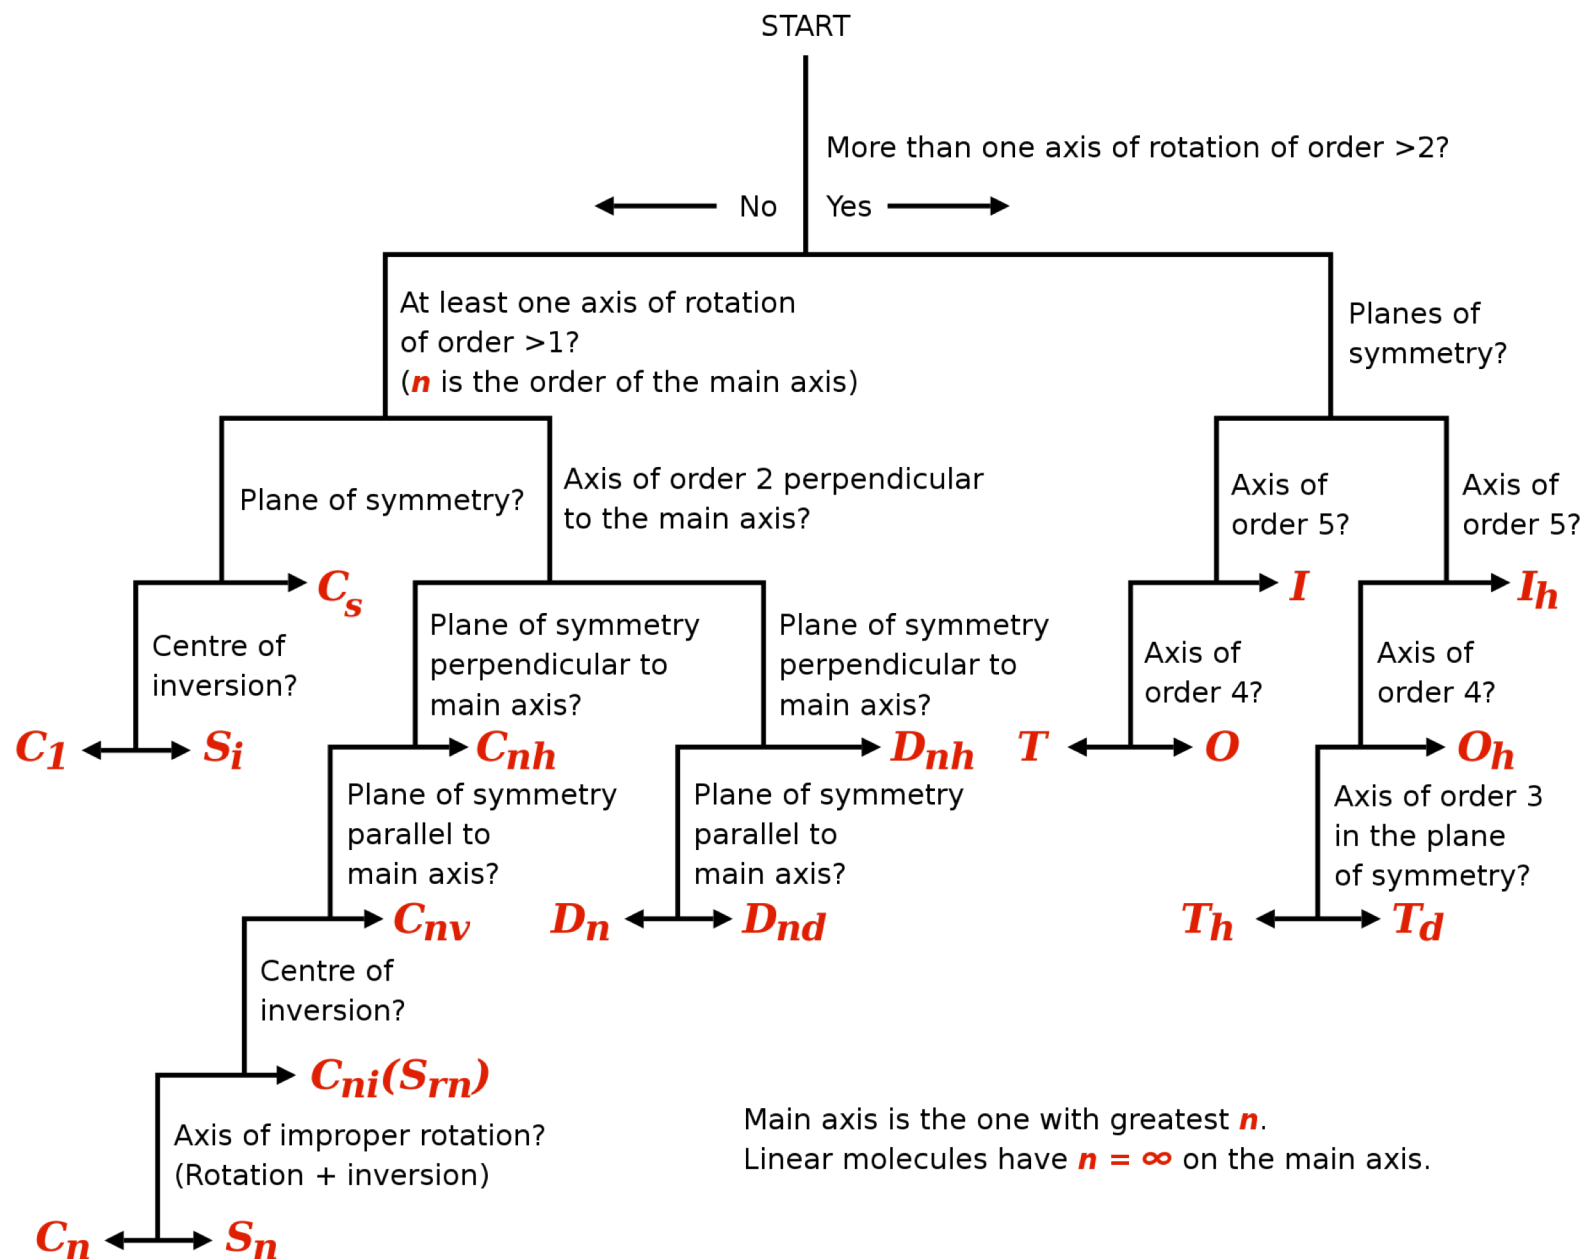 START
More than one axis of rotation of order >2?
No
Yes
At least one axis of rotation
of order >1?
(n is the order of the main axis)
Planes of
symmetry?
Plane of symmetry?
Axis of order 2 perpendicular
to the main axis?
Axis of
order 5?
Axis of
order 5?
Cs
I
Ih
Centre of
inversion?
Plane of symmetry
perpendicular to
main axis?
Plane of symmetry
perpendicular to
main axis?
Axis of
order 4?
Axis of
order 4?
C1
Si
Cnh
Dnh
T
O
Oh
Plane of symmetry
parallel to
main axis?
Plane of symmetry
parallel to
main axis?
Axis of order 3
in the plane
of symmetry?
Cnv
Dn
Dnd
Th
Td
Centre of
inversion?
Cni(Srn)
Axis of improper rotation?
(Rotation + inversion)
Main axis is the one with greatest n.
Linear molecules have n = ∞ on the main axis.
Cn
Sn